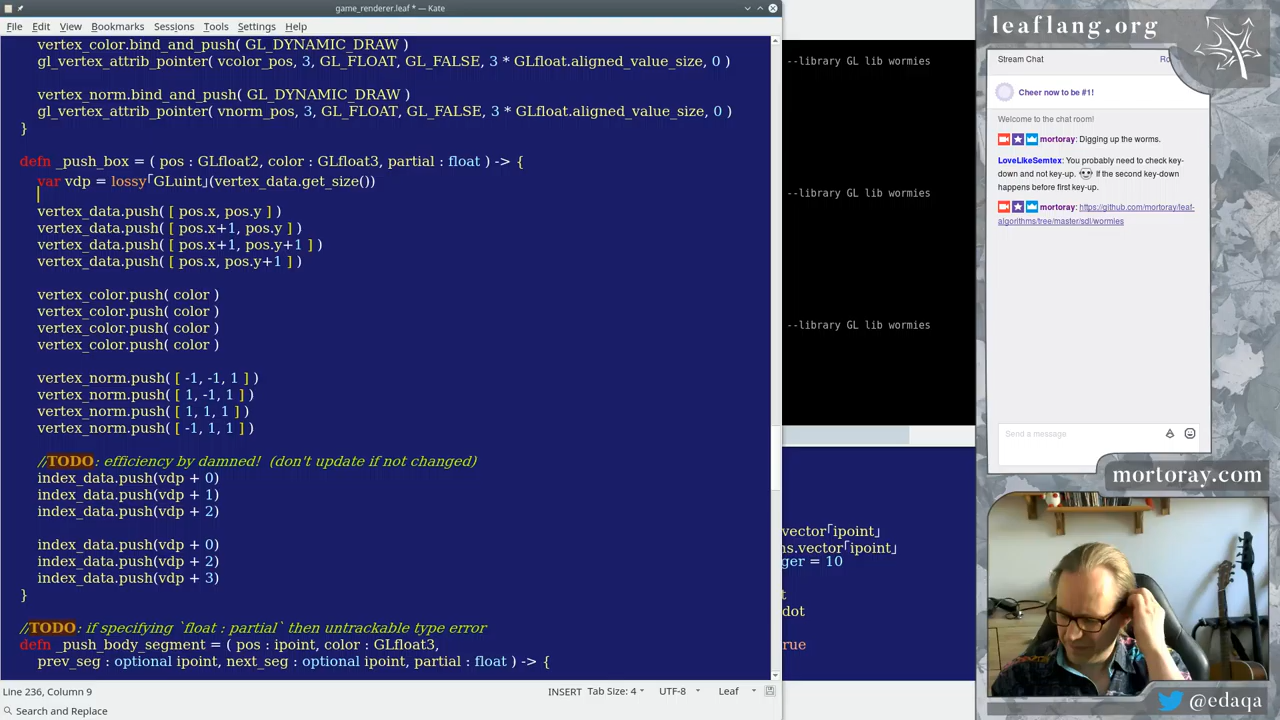 game_renderer.leaf * — Kate
File Edit View Bookmarks Sessions Tools Settings Help
vertex_color.bind_and_push( GL_DYNAMIC_DRAW )
gl_vertex_attrib_pointer( vcolor_pos, 3, GL_FLOAT, GL_FALSE, 3 * GLfloat.aligned_value_size, 0 )
vertex_norm.bind_and_push( GL_DYNAMIC_DRAW )
gl_vertex_attrib_pointer( vnorm_pos, 3, GL_FLOAT, GL_FALSE, 3 * GLfloat.aligned_value_size, 0 )
}
defn _push_box = ( pos : GLfloat2, color : GLfloat3, partial : float ) -> {
var vdp = lossy「GLuint」(vertex_data.get_size())
vertex_data.push( [ pos.x, pos.y ] )
vertex_data.push( [ pos.x+1, pos.y ] )
vertex_data.push( [ pos.x+1, pos.y+1 ] )
vertex_data.push( [ pos.x, pos.y+1 ] )
vertex_color.push( color )
vertex_color.push( color )
vertex_color.push( color )
vertex_color.push( color )
vertex_norm.push( [ -1, -1, 1 ] )
vertex_norm.push( [ 1, -1, 1 ] )
vertex_norm.push( [ 1, 1, 1 ] )
vertex_norm.push( [ -1, 1, 1 ] )
//TODO: efficiency by damned! (don't update if not changed)
index_data.push(vdp + 0)
index_data.push(vdp + 1)
index_data.push(vdp + 2)
index_data.push(vdp + 0)
index_data.push(vdp + 2)
index_data.push(vdp + 3)
}
//TODO: if specifying `float : partial` then untrackable type error
defn _push_body_segment = ( pos : ipoint, color : GLfloat3,
prev_seg : optional ipoint, next_seg : optional ipoint, partial : float ) -> {
Line 236, Column 9 INSERT Tab Size: 4 UTF-8 Leaf
Search and Replace
--library GL lib wormies
--library GL lib wormies
--library GL lib wormies
vector「ipoint」
ns.vector「ipoint」
ger = 10
t
dot
rue
leaflang.org
Stream Chat Ro
Cheer now to be #1!
Welcome to the chat room!
mortoray: Digging up the worms.
LoveLikeSemtex: You probably need to check key-
down and not key-up. If the second key-down
happens before first key-up.
mortoray: https://github.com/mortoray/leaf-
algorithms/tree/master/sdl/wormies
Send a message
mortoray.com
@edaqa